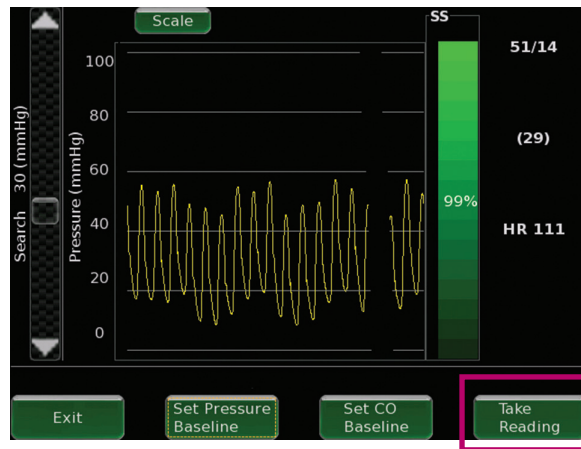 Scale
SS
51/14
(29)
HR 111
99%
Search 30 (mmHg)
Pressure (mmHg)
100
80
60
40
20
0
Exit
Set Pressure
Baseline
Set CO
Baseline
Take
Reading